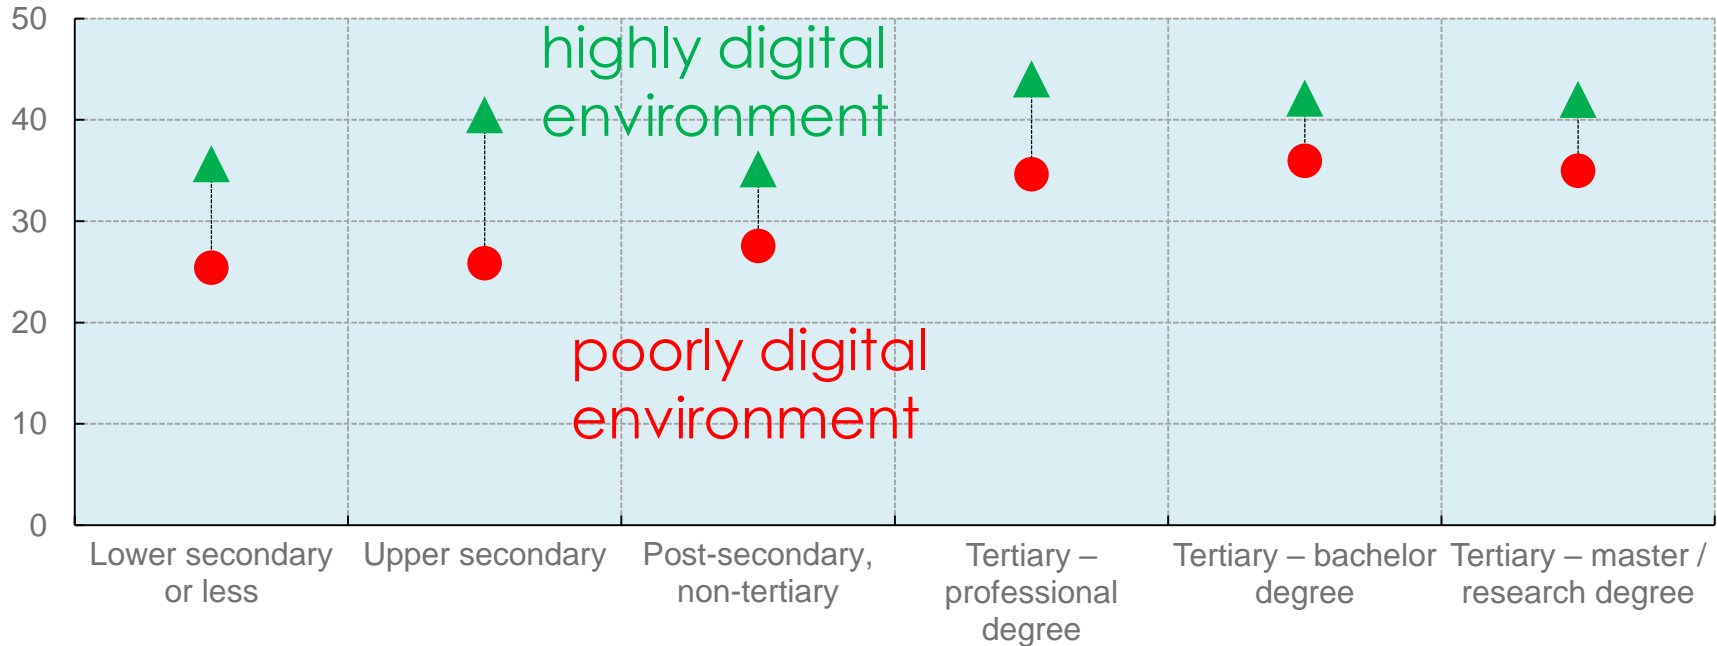 50
highly digital
environment
40
30
20
poorly digital
environment
10
0
Lower secondary
or less
Upper secondary
Post-secondary,
non-tertiary
Tertiary –
professional
degree
Tertiary – bachelor
degree
Tertiary – master /
research degree